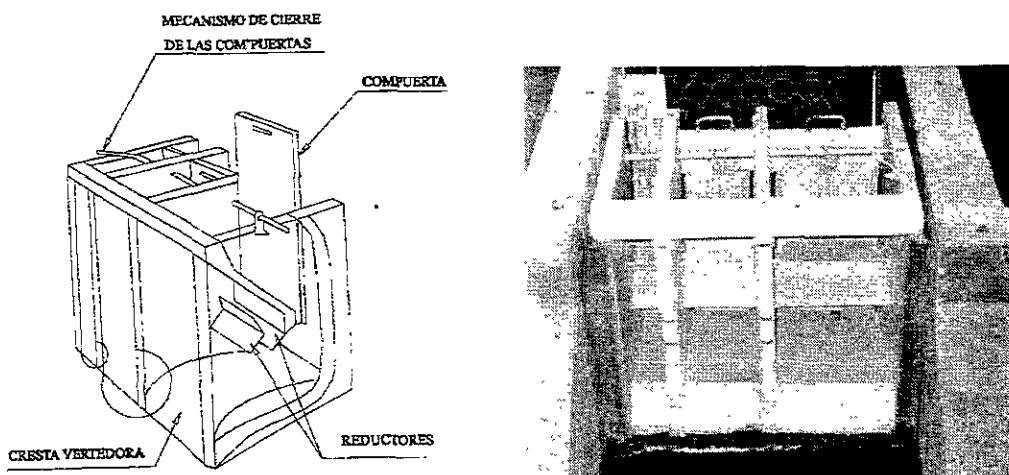 MECANISMO DE CIERRE
DE LAS COMPUERTAS
COMPUERTA
REDUCTORES
CRESTA VERTEDORA